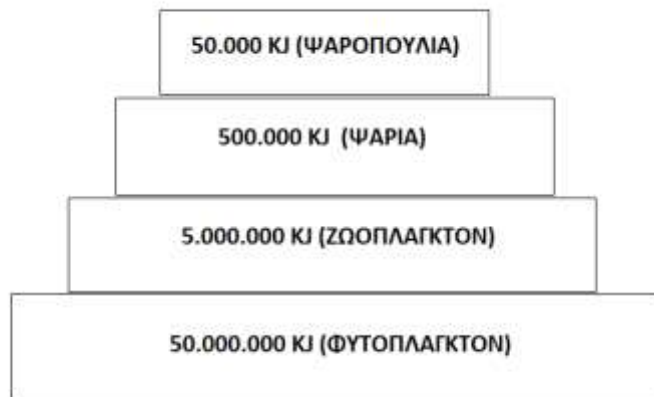 50.000 KJ (ΨΑΡΟΠΟΥΛΙΑ)
500.000 KJ (ΨΑΡΙΑ)
5.000.000 KJ (ΖΩΟΠΛΑΓΚΤΟΝ)
50.000.000 KJ (ΦΥΤΟΠΛΑΓΚΤΟΝ)